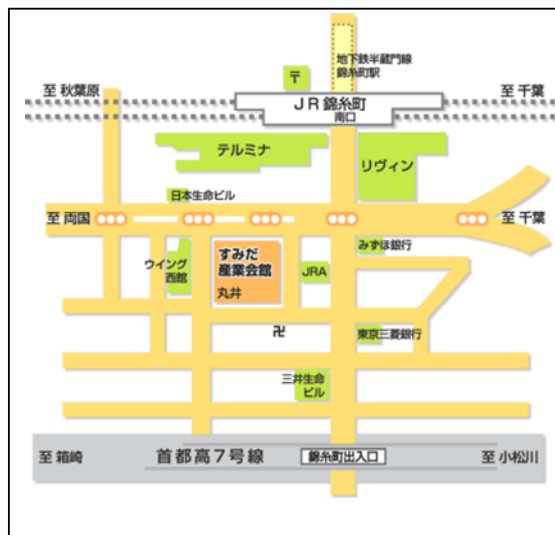 地下鉄半蔵門線
錦糸町駅
〒
至 秋葉原
至 千葉
JR 錦糸町
南口
テルミナ
リヴィン
日本生命ビル
至 両国
至 千葉
すみだ
産業会館
丸井
ウイング
西館
みずほ銀行
JRA
卍
東京三菱銀行
三井生命
ビル
至 箱崎
首都高7号線
錦糸町出入口
至 小松川